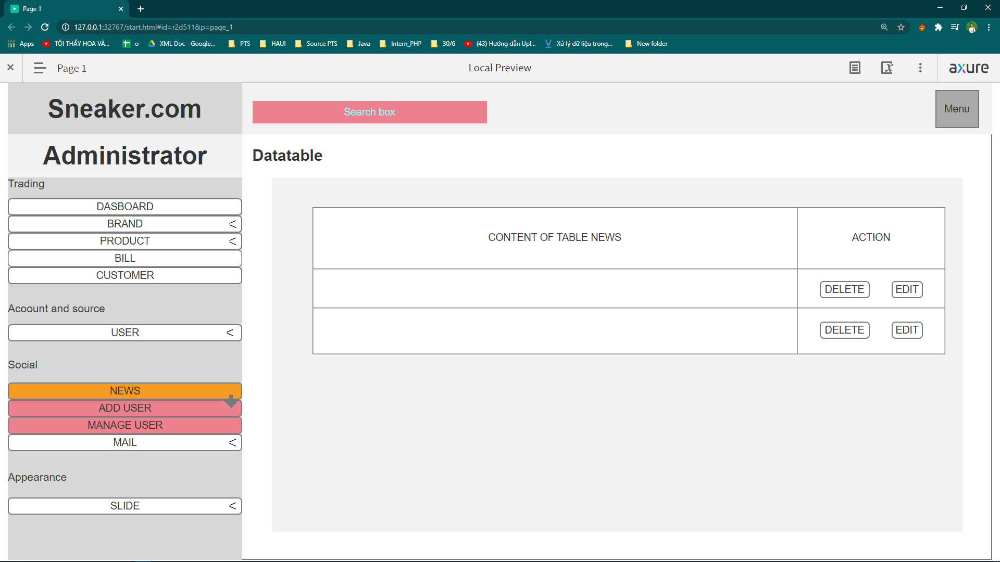 Page 1
127.0.0.1:32767/start.html#id=r2d511&p=page_1
Apps
TÔI THẤY HOA VÀ...
o
XML Doc - Google...
PTS
HAUI
Source PTS
Java
Intern_PHP
30/6
(43) Hướng dẫn Upl...
Xử lý dữ liệu trong...
New folder
Page 1
Local Preview
axure
Sneaker.com
Search box
Menu
Administrator
Datatable
Trading
DASBOARD
BRAND <
PRODUCT <
BILL
CUSTOMER
CONTENT OF TABLE NEWS
ACTION
DELETE
EDIT
DELETE
EDIT
Acoount and source
USER <
Social
NEWS
ADD USER
MANAGE USER
MAIL <
Appearance
SLIDE <